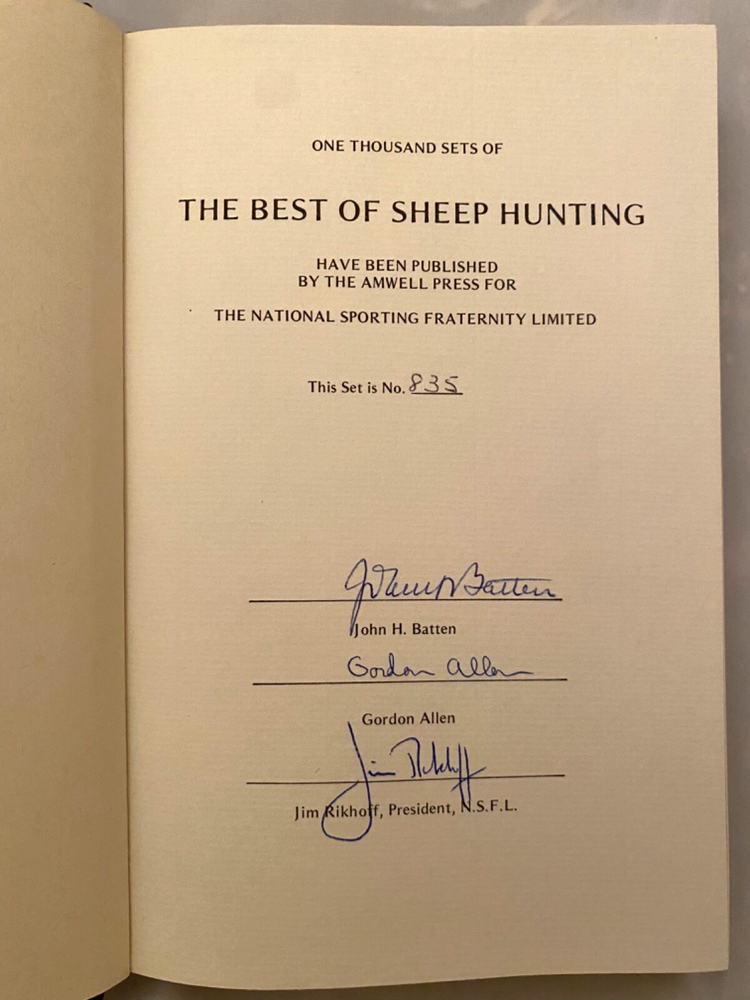 ONE THOUSAND SETS OF
THE BEST OF SHEEP HUNTING
HAVE BEEN PUBLISHED
BY THE AMWELL PRESS FOR
THE NATIONAL SPORTING FRATERNITY LIMITED
This Set is No. 835
John H Batten
John H. Batten
Gordon Allen
Gordon Allen
Jim Rikhoff
Jim Rikhoff, President, N.S.F.L.